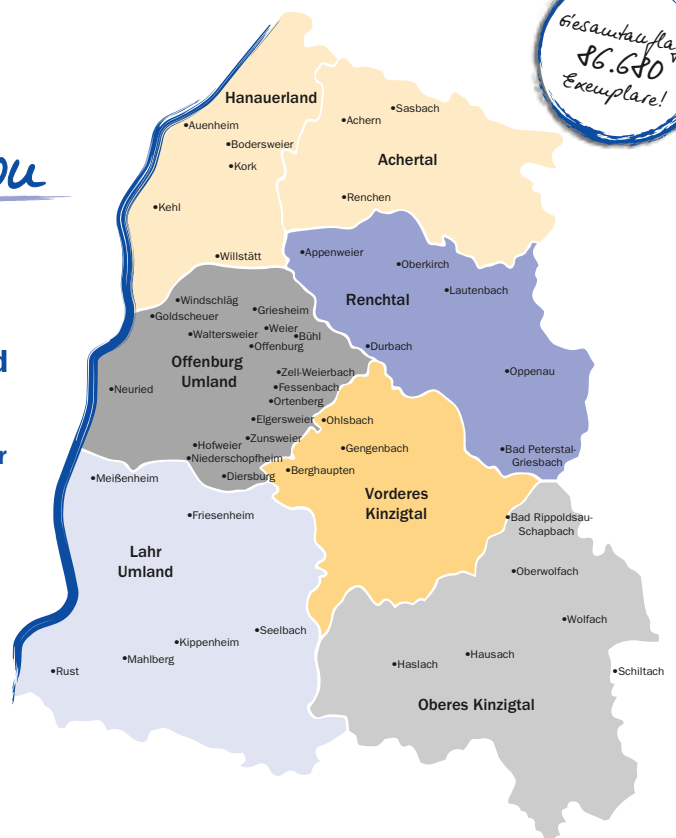 Gesamtauflage
86.680
Exemplare!
Hanauerland
•Sasbach
•Achern
•Auenheim
•Bodersweier
Achertal
•Kork
•Renchen
•Kehl
•Appenweier
•Willstätt
•Oberkirch
•Lautenbach
Renchtal
•Windschläg
•Griesheim
•Goldscheuer
•Weier
•Waltersweier
•Bühl
•Offenburg
•Durbach
Offenburg
Umland
•Zell-Weierbach
•Oppenau
•Neuried
•Fessenbach
•Ortenberg
•Elgersweier
•Ohlsbach
•Zunsweier
•Hofweier
•Gengenbach
•Bad Peterstal-
Griesbach
•Niederschopfheim
•Berghaupten
•Diersburg
•Meißenheim
Vorderes
Kinzigtal
•Friesenheim
•Bad Rippoldsau-
Schapbach
Lahr
Umland
•Oberwolfach
•Wolfach
•Seelbach
•Kippenheim
•Hausach
•Mahlberg
•Haslach
•Rust
•Schiltach
Oberes Kinzigtal